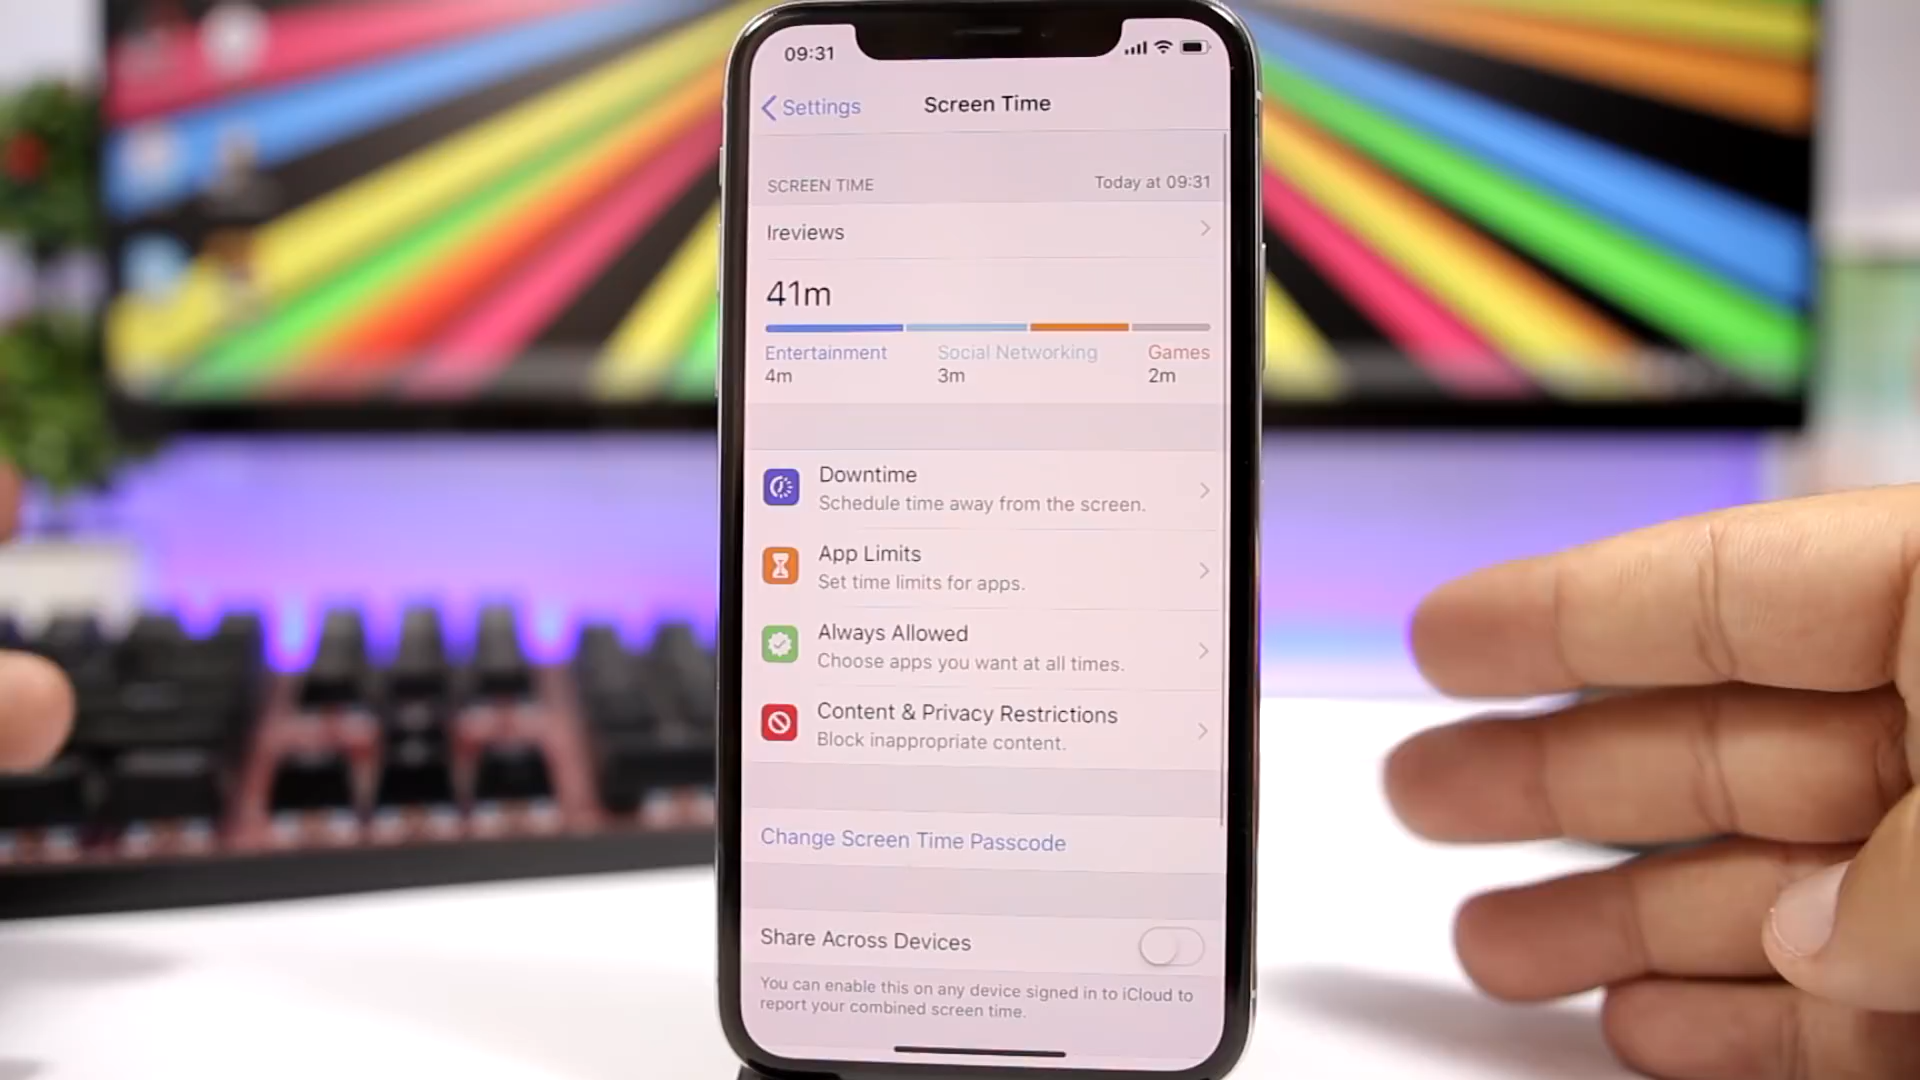 09:31
Settings
Screen Time
SCREEN TIME
Today at 09:31
Ireviews
41m
Entertainment
Social Networking
Games
4m
3m
2m
Downtime
Schedule time away from the screen.
App Limits
Set time limits for apps.
Always Allowed
Choose apps you want at all times.
Content & Privacy Restrictions
Block inappropriate content.
Change Screen Time Passcode
Share Across Devices
You can enable this on any device signed in to iCloud to
report your combined screen time.